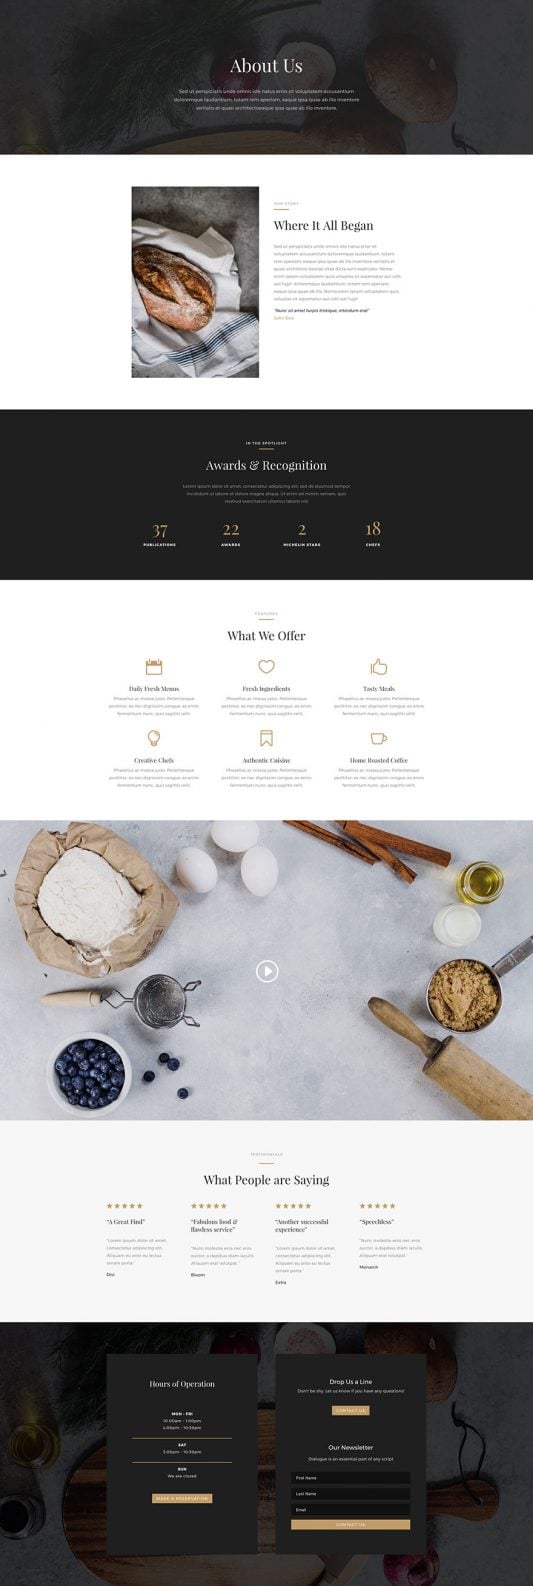 About Us
Sed ut perspiciatis unde omnis iste natus error sit voluptatem accusantium
doloremque laudantium, totam rem aperiam, eaque ipsa quae ab illo inventore
veritatis et quasi architectoeaque ipsa quae ab illo inventore.
OUR STORY
Where It All Began
Sed ut perspiciatis unde omnis iste natus error sit
voluptatem accusantium doloremque laudantium, totam
rem aperiam, eaque ipsa quae ab illo inventore veritatis et
quasi architecto beatae vitae dicta sunt explicabo. Nemo
enim ipsam voluptatem quia voluptas sit aspernatur aut odit
aut fugit. doloremque laudantium, totam rem aperiam,
eaque ipsa quae ab illo. Nemo enim ipsam voluptatem quia
voluptas sit aspernatur aut odit aut fugit.
"Nunc sit amet turpis tristique, interdum erat"
John Doe
IN THE SPOTLIGHT
Awards & Recognition
Lorem ipsum dolor sit amet, consectetur adipiscing elit, sed do eiusmod tempor
incididunt ut labore et dolore magna aliqua. Ut enim ad minim veniam, quis
nostrud exercitation ullamco laboris nisi
37
PUBLICATIONS
22
AWARDS
2
MICHELIN STARS
18
CHEFS
FEATURES
What We Offer
Daily Fresh Menus
Phasellus ac massa justo. Pellentesque
porttitor, ex nec dignissim congue, ex enim
fermentum nunc, quis sagittis velit.
Fresh Ingredients
Phasellus ac massa justo. Pellentesque
porttitor, ex nec dignissim congue, ex enim
fermentum nunc, quis sagittis velit.
Tasty Meals
Phasellus ac massa justo. Pellentesque
porttitor, ex nec dignissim congue, ex enim
fermentum nunc, quis sagittis velit.
Creative Chefs
Phasellus ac massa justo. Pellentesque
porttitor, ex nec dignissim congue, ex enim
fermentum nunc, quis sagittis velit.
Authentic Cuisine
Phasellus ac massa justo. Pellentesque
porttitor, ex nec dignissim congue, ex enim
fermentum nunc, quis sagittis velit.
Home Roasted Coffee
Phasellus ac massa justo. Pellentesque
porttitor, ex nec dignissim congue, ex enim
fermentum nunc, quis sagittis velit.
TESTIMONIALS
What People are Saying
"A Great Find"
"Lorem ipsum dolor sit amet,
consectetur adipiscing elit.
Aliquam eu ante eu lectus
ornare porta."
Divi
"Fabulous food &
flawless service"
"Nunc molestie eros nec eros
auctor, a dapibus diam iaculis.
Aliquam erat volutpat."
Bloom
"Another successful
experience"
"Lorem ipsum dolor sit amet,
consectetur adipiscing elit.
Aliquam eu ante eu lectus
ornare porta."
Extra
"Speechless"
"Nunc molestie eros nec eros
auctor, a dapibus diam iaculis.
Aliquam erat volutpat."
Monarch
Hours of Operation
MON - FRI
10:00am - 1:00pm
4:00pm - 10:30pm
SAT
3:00pm - 10:30pm
SUN
We are closed
MAKE A RESERVATION
Drop Us a Line
Don't be shy. Let us know if you have any questions!
CONTACT US
Our Newsletter
Dialogue is an essential part of any script
First Name
Last Name
Email
CONTACT US